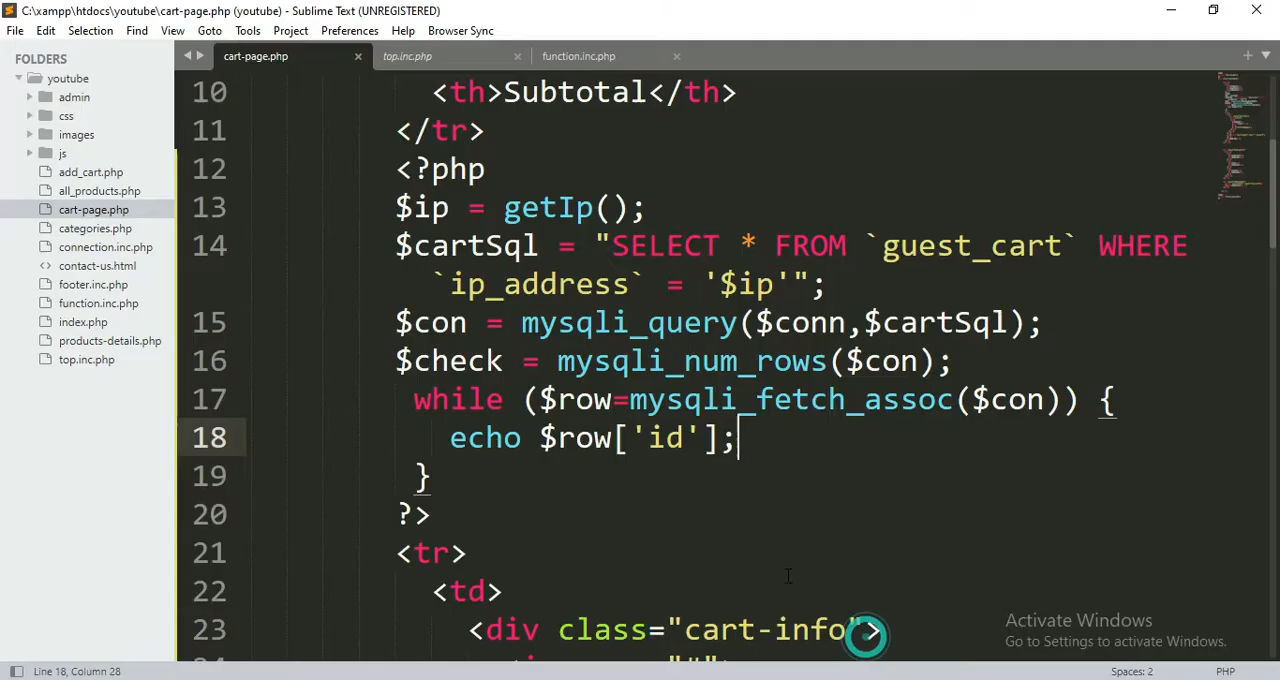 C:\xampp\htdocs\youtube\cart-page.php (youtube) - Sublime Text (UNREGISTERED)
File Edit Selection Find View Goto Tools Project Preferences Help Browser Sync
FOLDERS
youtube
admin
css
images
js
add_cart.php
all_products.php
cart-page.php
categories.php
connection.inc.php
contact-us.html
footer.inc.php
function.inc.php
index.php
products-details.php
top.inc.php
cart-page.php top.inc.php function.inc.php
10 <th>Subtotal</th>
11 </tr>
12 <?php
13 $ip = getIp();
14 $cartSql = "SELECT * FROM `guest_cart` WHERE
`ip_address` = '$ip'";
15 $con = mysqli_query($conn,$cartSql);
16 $check = mysqli_num_rows($con);
17 while ($row=mysqli_fetch_assoc($con)) {
18 echo $row['id'];
19 }
20 ?>
21 <tr>
22 <td>
23 <div class="cart-info">
Activate Windows
Go to Settings to activate Windows.
Line 18, Column 28
Spaces: 2
PHP